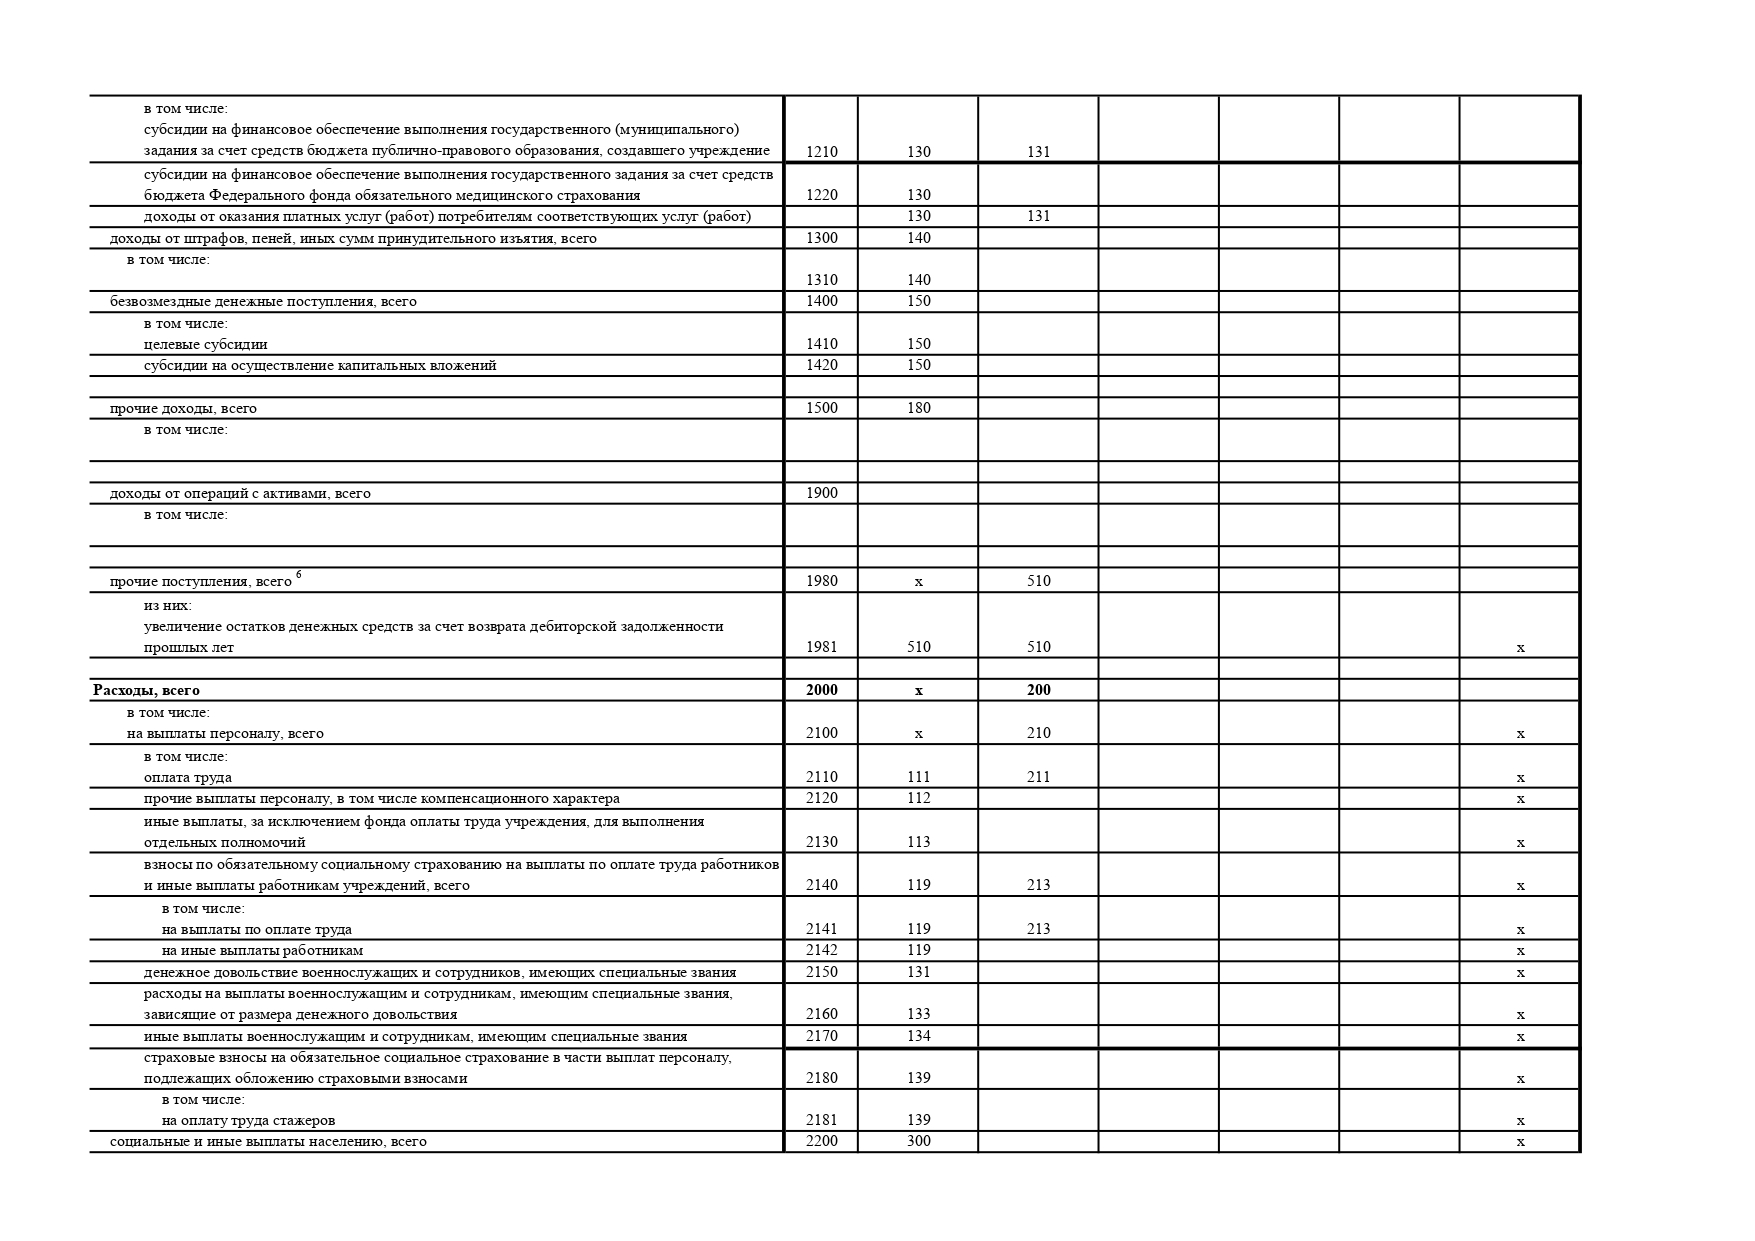 в том числе:
субсидии на финансовое обеспечение выполнения государственного (муниципального)
задания за счет средств бюджета публично-правового образования, создавшего учреждение 1210 130 131
субсидии на финансовое обеспечение выполнения государственного задания за счет средств
бюджета Федерального фонда обязательного медицинского страхования 1220 130
доходы от оказания платных услуг (работ) потребителям соответствующих услуг (работ) 130 131
доходы от штрафов, пеней, иных сумм принудительного изъятия, всего 1300 140
в том числе:
1310 140
безвозмездные денежные поступления, всего 1400 150
в том числе:
целевые субсидии 1410 150
субсидии на осуществление капитальных вложений 1420 150
прочие доходы, всего 1500 180
в том числе:
доходы от операций с активами, всего 1900
в том числе:
прочие поступления, всего 6 1980 х 510
из них:
увеличение остатков денежных средств за счет возврата дебиторской задолженности
прошлых лет 1981 510 510 х
Расходы, всего 2000 х 200
в том числе:
на выплаты персоналу, всего 2100 х 210 х
в том числе:
оплата труда 2110 111 211 х
прочие выплаты персоналу, в том числе компенсационного характера 2120 112 х
иные выплаты, за исключением фонда оплаты труда учреждения, для выполнения
отдельных полномочий 2130 113 х
взносы по обязательному социальному страхованию на выплаты по оплате труда работников
и иные выплаты работникам учреждений, всего 2140 119 213 х
в том числе:
на выплаты по оплате труда 2141 119 213 х
на иные выплаты работникам 2142 119 х
денежное довольствие военнослужащих и сотрудников, имеющих специальные звания 2150 131 х
расходы на выплаты военнослужащим и сотрудникам, имеющим специальные звания,
зависящие от размера денежного довольствия 2160 133 х
иные выплаты военнослужащим и сотрудникам, имеющим специальные звания 2170 134 х
страховые взносы на обязательное социальное страхование в части выплат персоналу,
подлежащих обложению страховыми взносами 2180 139 х
в том числе:
на оплату труда стажеров 2181 139 х
социальные и иные выплаты населению, всего 2200 300 х